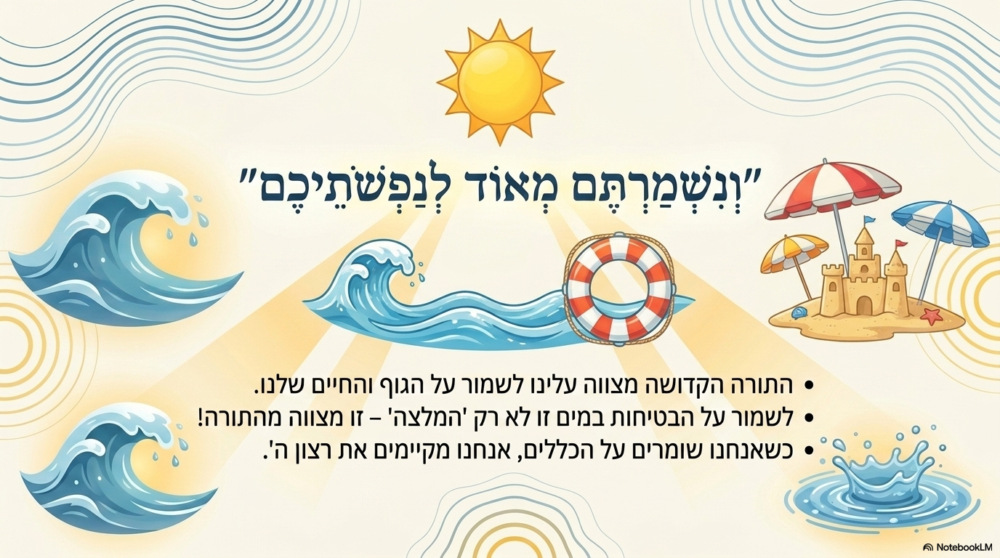 "וְנִשְׁמַרְתֶּם מְאוֹד לְנַפְשֹׁתֵיכֶם"
• התורה הקדושה מצווה עלינו לשמור על הגוף והחיים שלנו.
• לשמור על הבטיחות במים זו לא רק 'המלצה' – זו מצווה מהתורה!
• כשאנחנו שומרים על הכללים, אנחנו מקיימים את רצון ה'.
NotebookLM